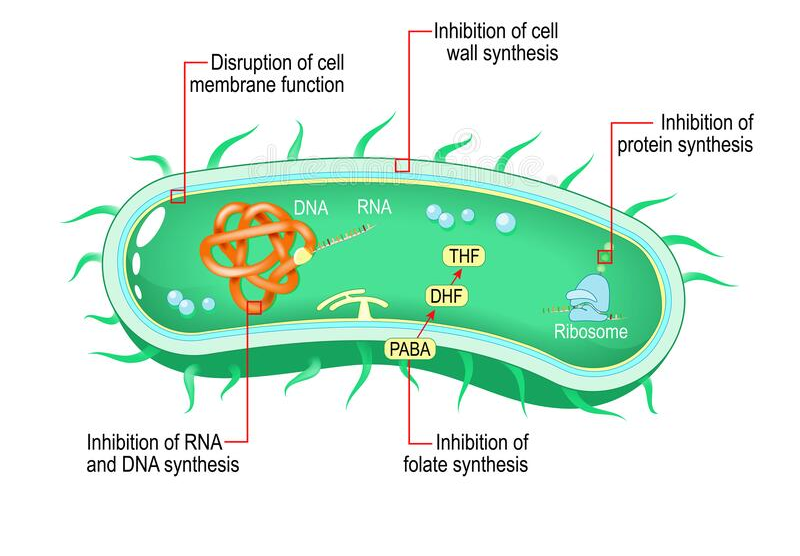 Inhibition of cell
wall synthesis
Disruption of cell
membrane function
Inhibition of
protein synthesis
dreamstime.
DNA
RNA
THF
DHF
PABA
Ribosome
Inhibition of RNA
and DNA synthesis
Inhibition of
folate synthesis